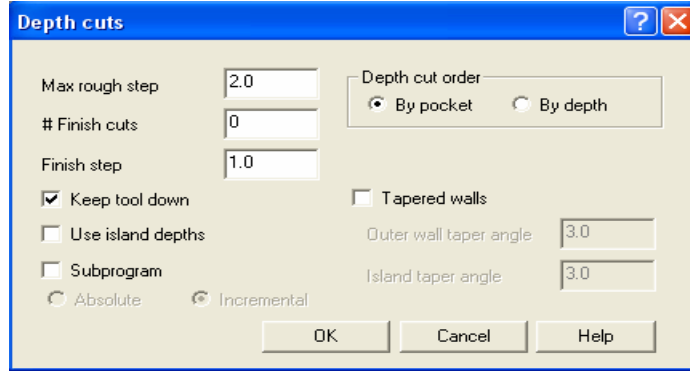 Depth cuts
Max rough step 2.0
# Finish cuts 0
Finish step 1.0
Depth cut order
By pocket By depth
Keep tool down
Use island depths
Subprogram
Absolute Incremental
Tapered walls
Outer wall taper angle 3.0
Island taper angle 3.0
OK Cancel Help